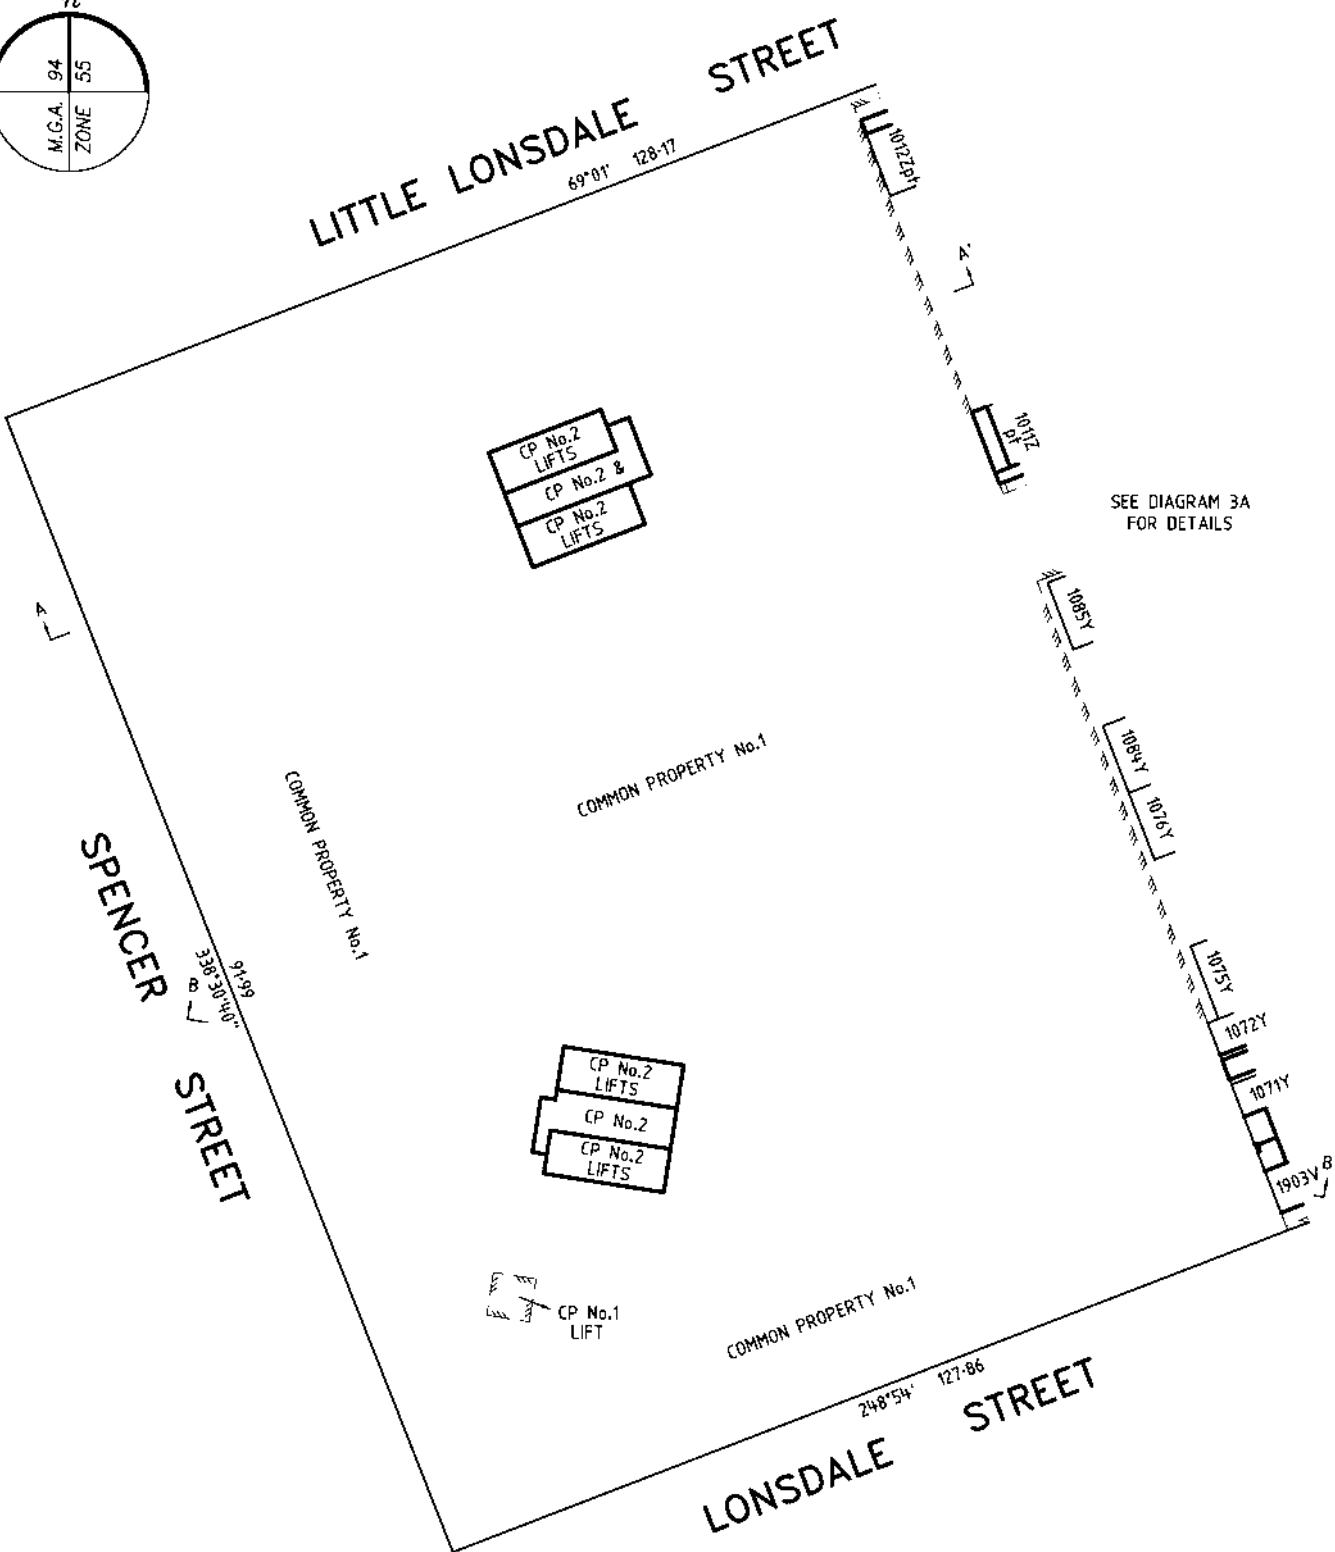 n
M.G.A. 94
ZONE 55
LITTLE LONSDALE STREET
69°01' 128·17
1012Zpt
A'
CP No.2
LIFTS
CP No.2 &
CP No.2
LIFTS
1011Z
pt
SEE DIAGRAM 3A
FOR DETAILS
A
1085Y
1084Y
1076Y
COMMON PROPERTY No.1
COMMON PROPERTY No.1
SPENCER STREET
91·99
338°30'40"
B
1075Y
1072Y
1071Y
1903V
B
CP No.2
LIFTS
CP No.2
CP No.2
LIFTS
CP No.1
LIFT
COMMON PROPERTY No.1
248°54' 127·86
LONSDALE STREET